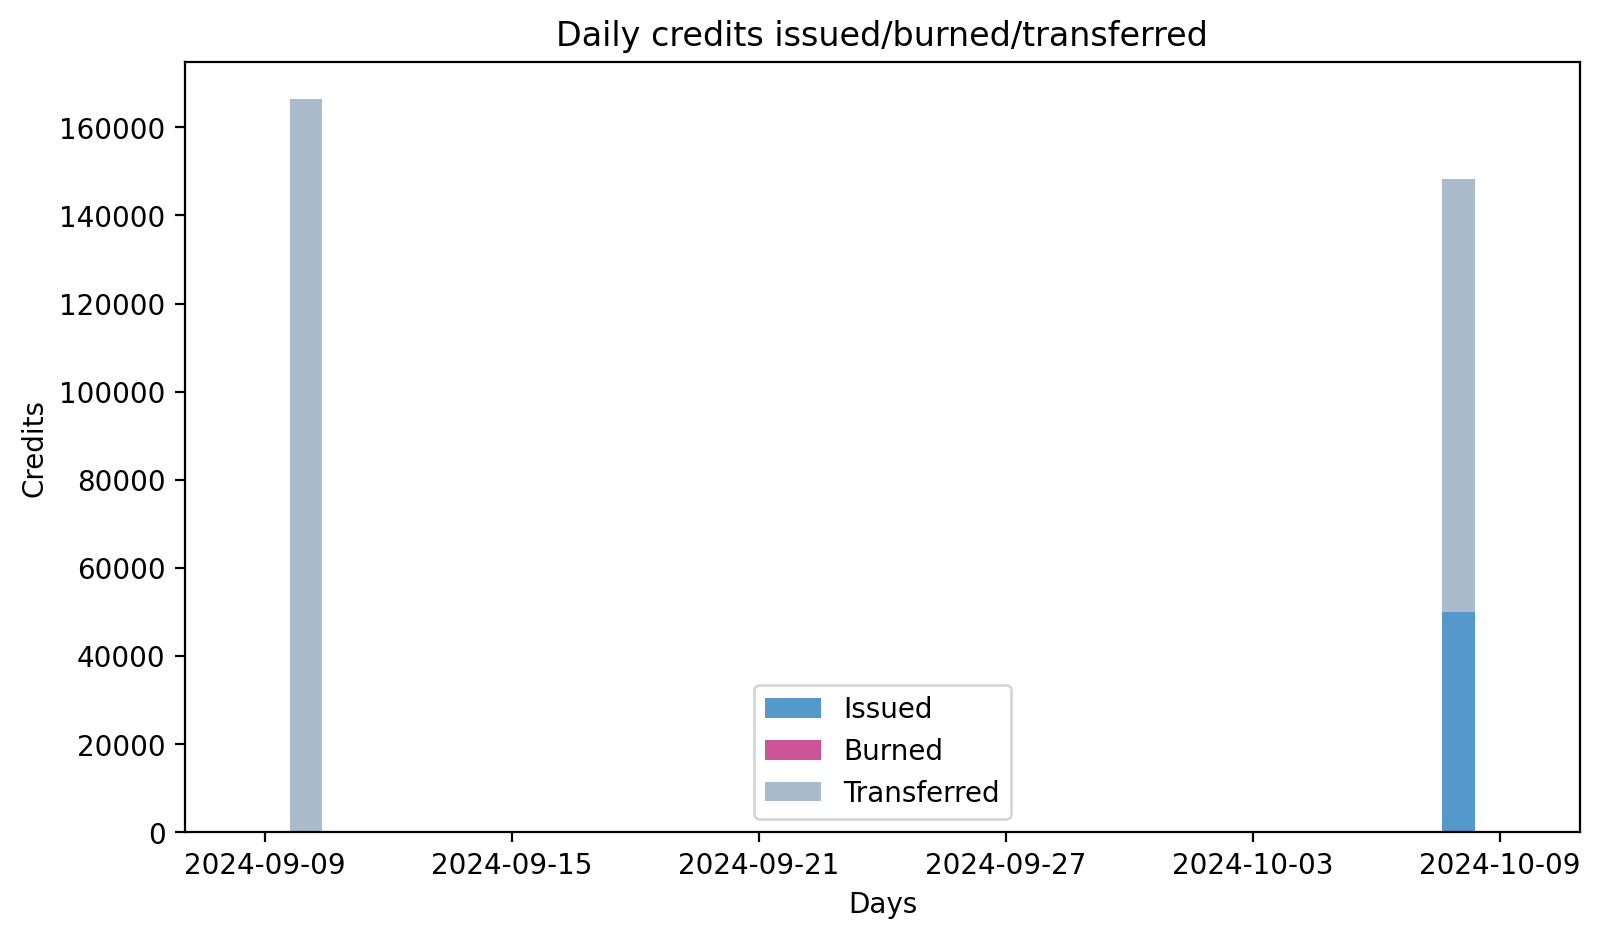 Daily credits issued/burned/transferred
160000
140000
120000
100000
80000
60000
40000
20000
0
Credits
Issued
Burned
Transferred
2024-09-09 2024-09-15 2024-09-21 2024-09-27 2024-10-03 2024-10-09
Days